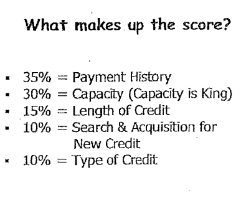 What makes up the score?
▪ 35% = Payment History
▪ 30% = Capacity (Capacity is King)
▪ 15% = Length of Credit
▪ 10% = Search & Acquisition for
New Credit
▪ 10% = Type of Credit